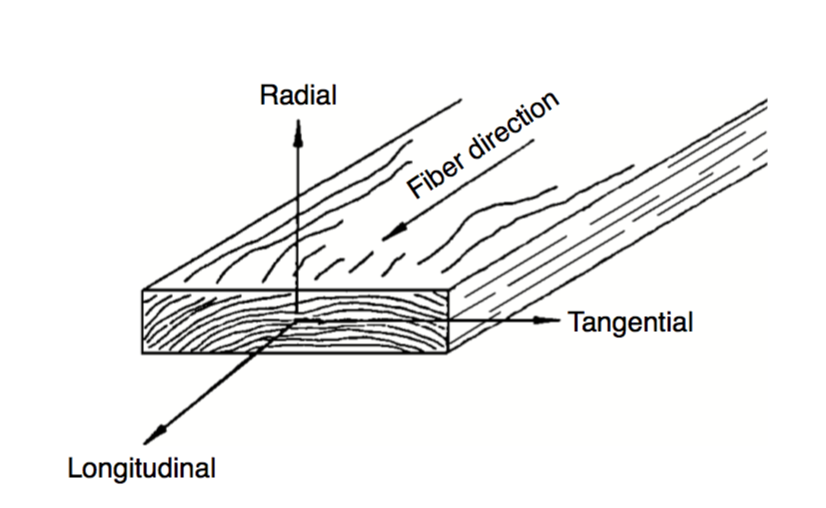 Radial
Fiber direction
Tangential
Longitudinal